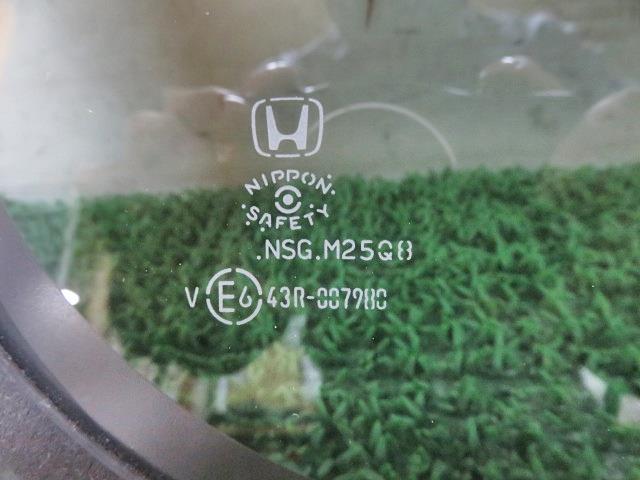 NIPPON
SAFETY
.NSG.M25Q8
V E6 43R-007980